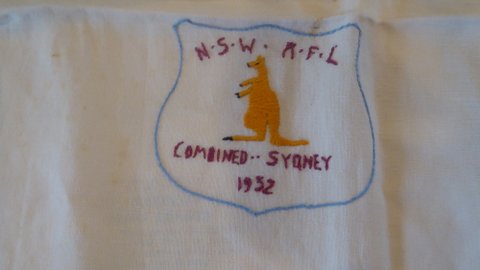 N·S·W· R·F·L
COMBINED·· SYDNEY
1932